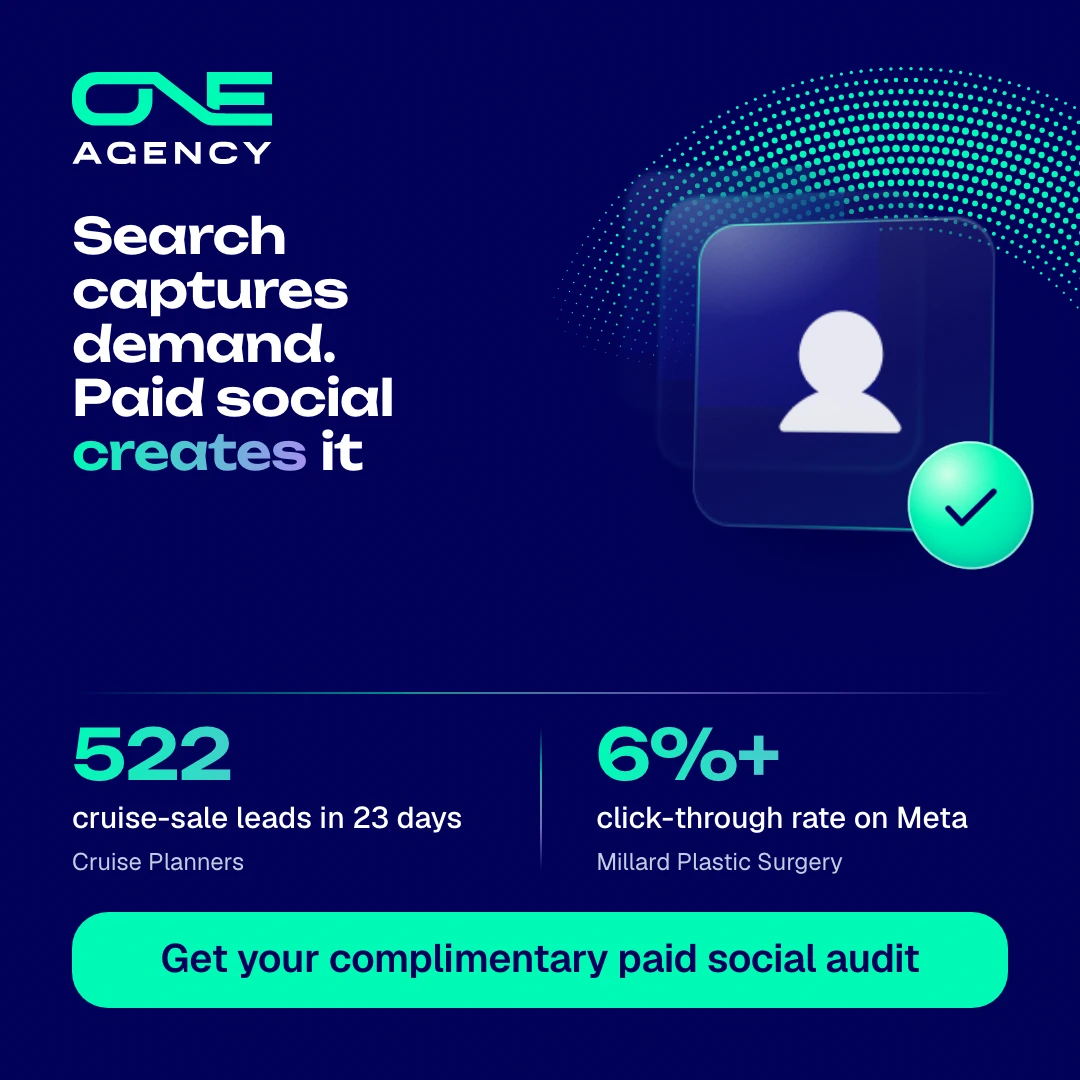 ONE
AGENCY
Search
captures
demand.
Paid social
creates it
522
cruise-sale leads in 23 days
Cruise Planners
6%+
click-through rate on Meta
Millard Plastic Surgery
Get your complimentary paid social audit